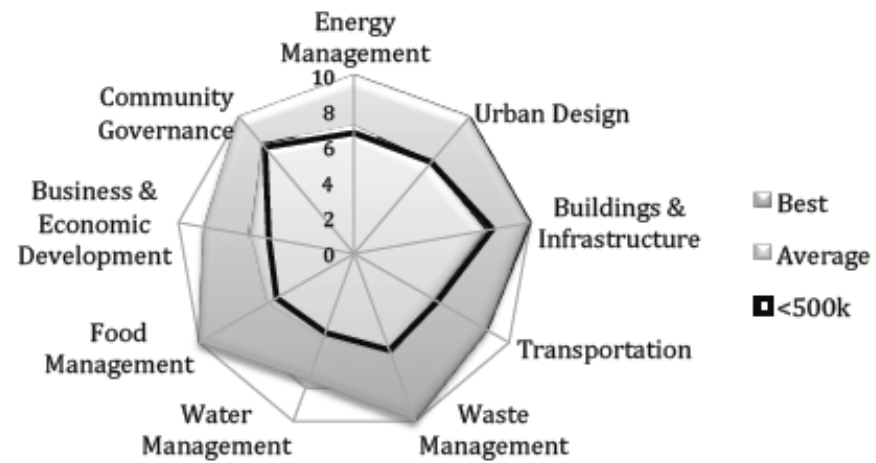 Energy
Management
10
8
6
4
2
0
Urban Design
Buildings &
Infrastructure
Transportation
Waste
Management
Water
Management
Food
Management
Business &
Economic
Development
Community
Governance
Best
Average
<500k